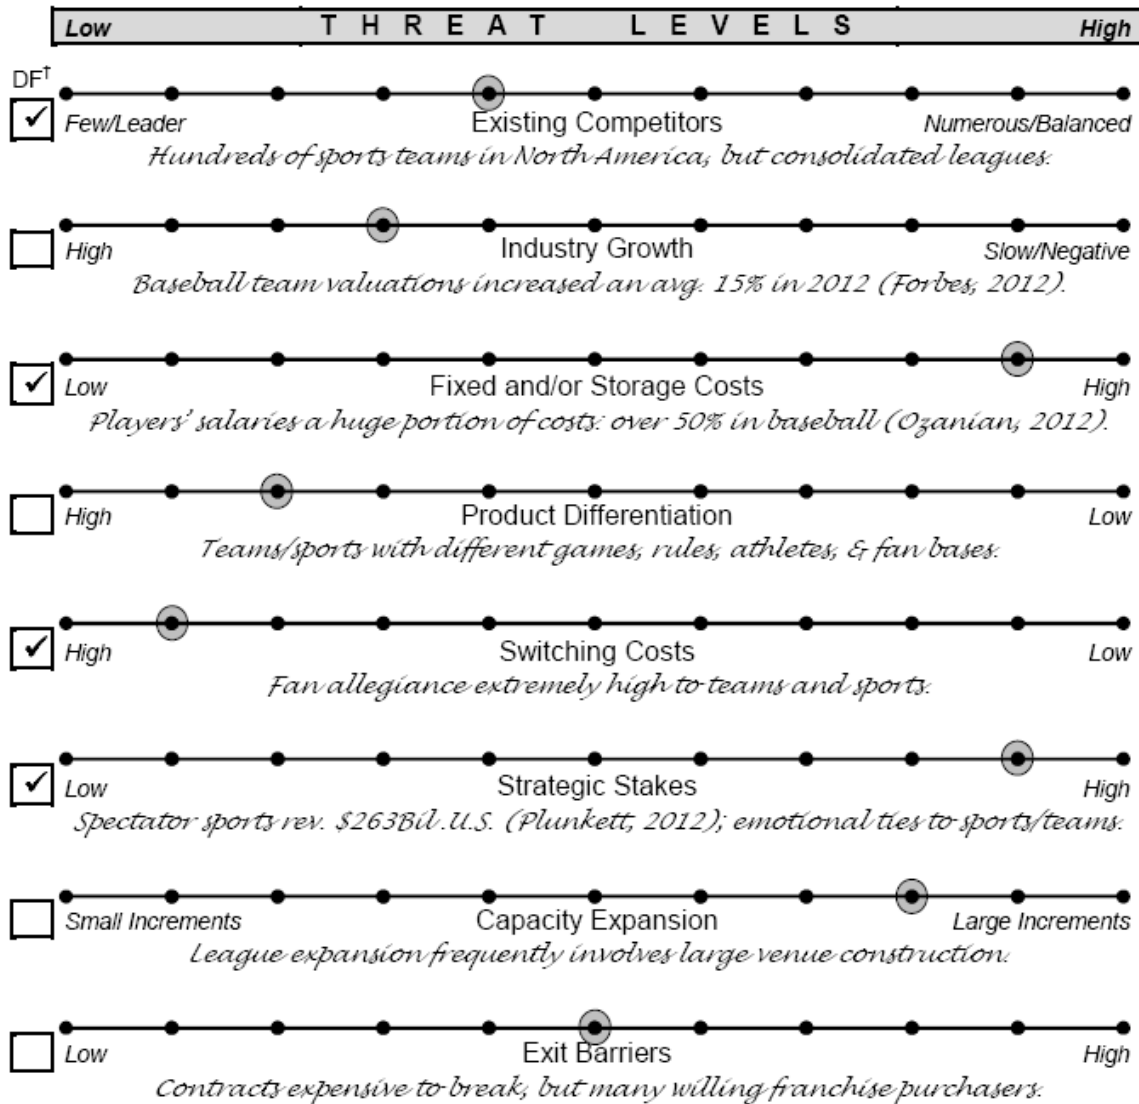 Low THREAT LEVELS High
DF†
✓ Few/Leader Existing Competitors Numerous/Balanced
Hundreds of sports teams in North America, but consolidated leagues.
High Industry Growth Slow/Negative
Baseball team valuations increased an avg. 15% in 2012 (Forbes, 2012).
✓ Low Fixed and/or Storage Costs High
Players' salaries a huge portion of costs: over 50% in baseball (Ozanian, 2012).
High Product Differentiation Low
Teams/sports with different games, rules, athletes, & fan bases.
✓ High Switching Costs Low
Fan allegiance extremely high to teams and sports.
✓ Low Strategic Stakes High
Spectator sports rev. $263Bil .U.S. (Plunkett, 2012); emotional ties to sports/teams.
Small Increments Capacity Expansion Large Increments
League expansion frequently involves large venue construction.
Low Exit Barriers High
Contracts expensive to break, but many willing franchise purchasers.